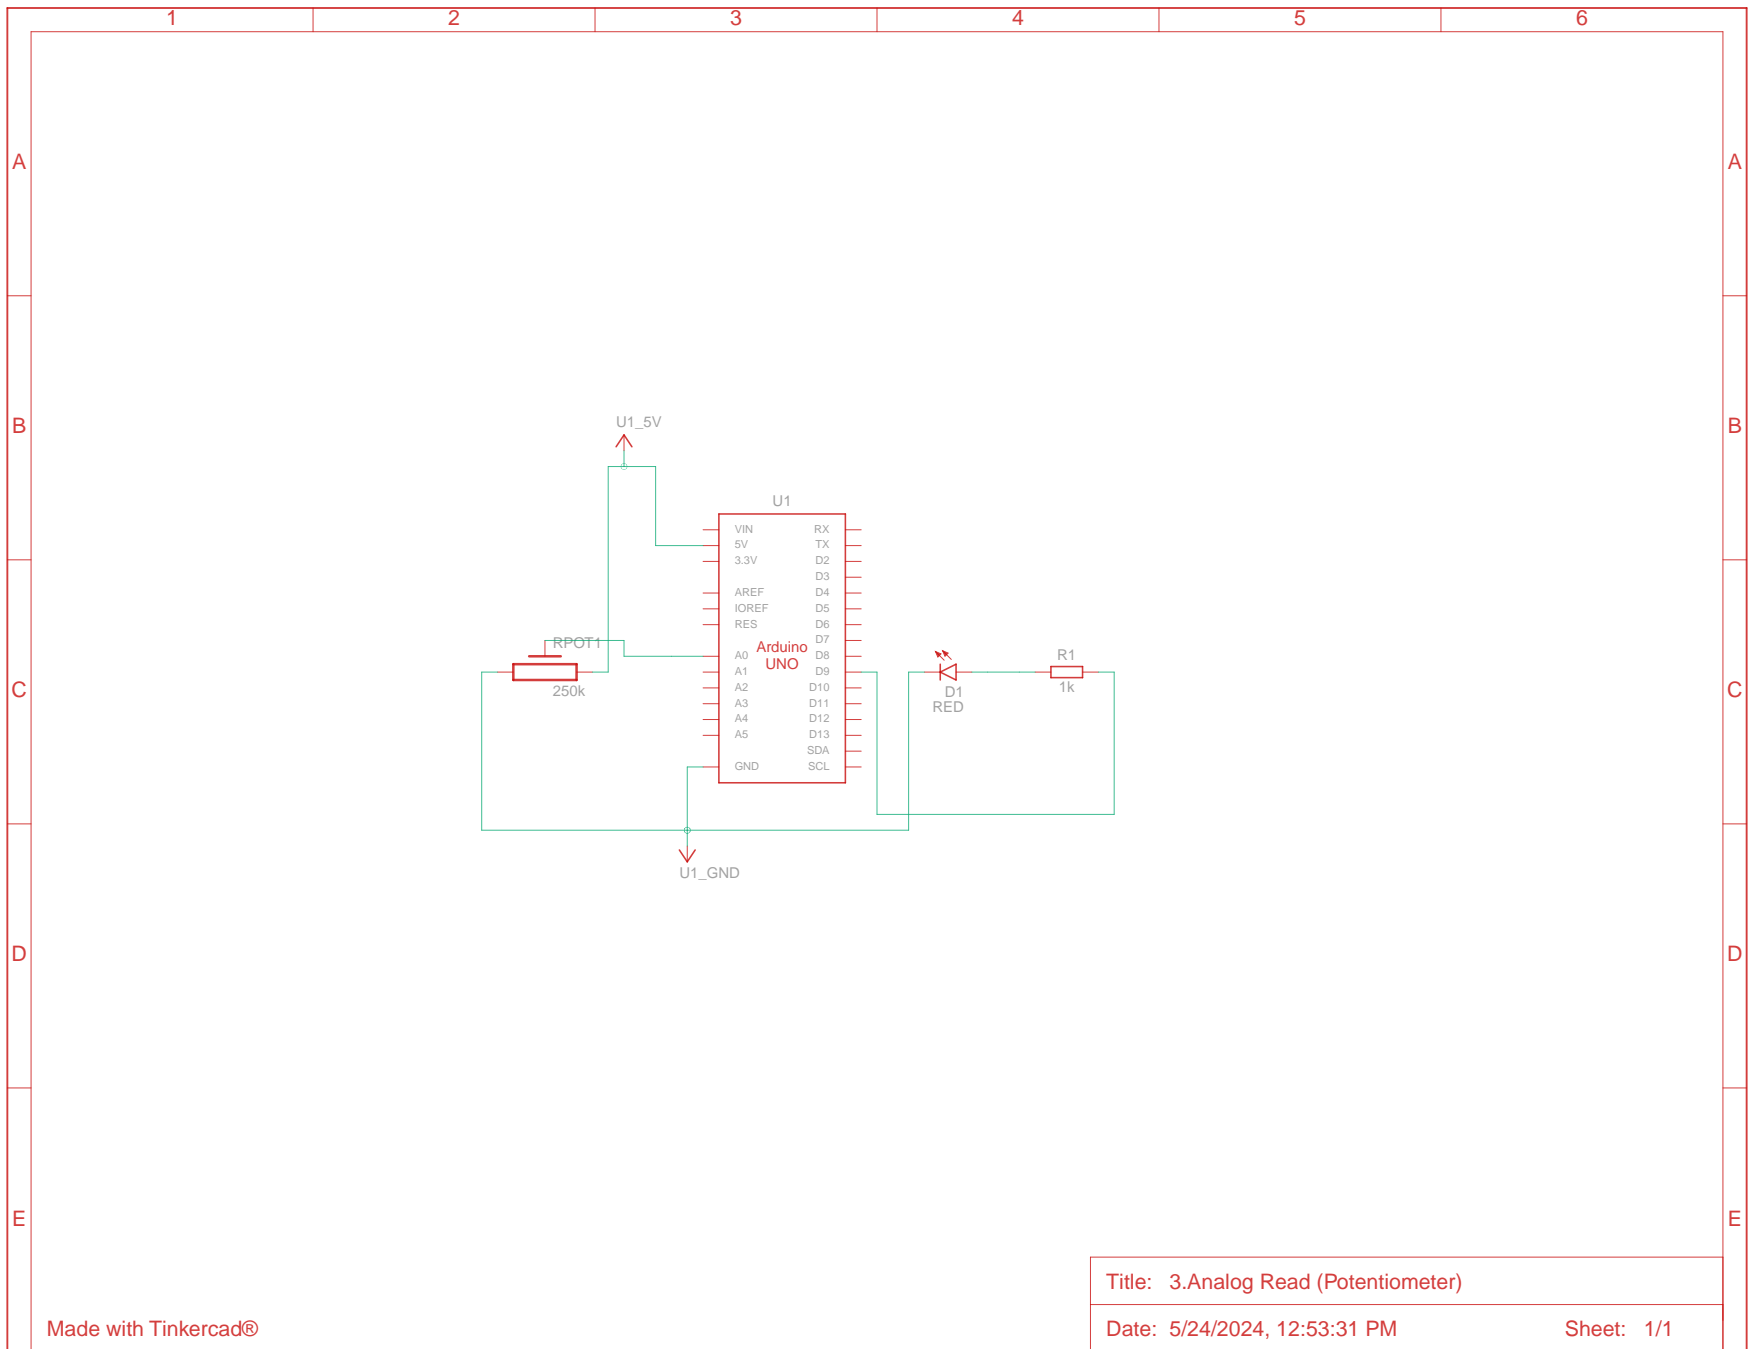 1 2 3 4 5 6
A A
B B
U1_5V
U1
VIN RX
5V TX
3.3V D2
D3
AREF D4
IOREF D5
RES D6
D7
RPOT1
Arduino
UNO
A0 D8
A1 D9
A2 D10
A3 D11
A4 D12
A5 D13
SDA
GND SCL
250k
R1
1k
D1
RED
C C
U1_GND
D D
E E
Title: 3.Analog Read (Potentiometer)
Made with Tinkercad®
Date: 5/24/2024, 12:53:31 PM Sheet: 1/1